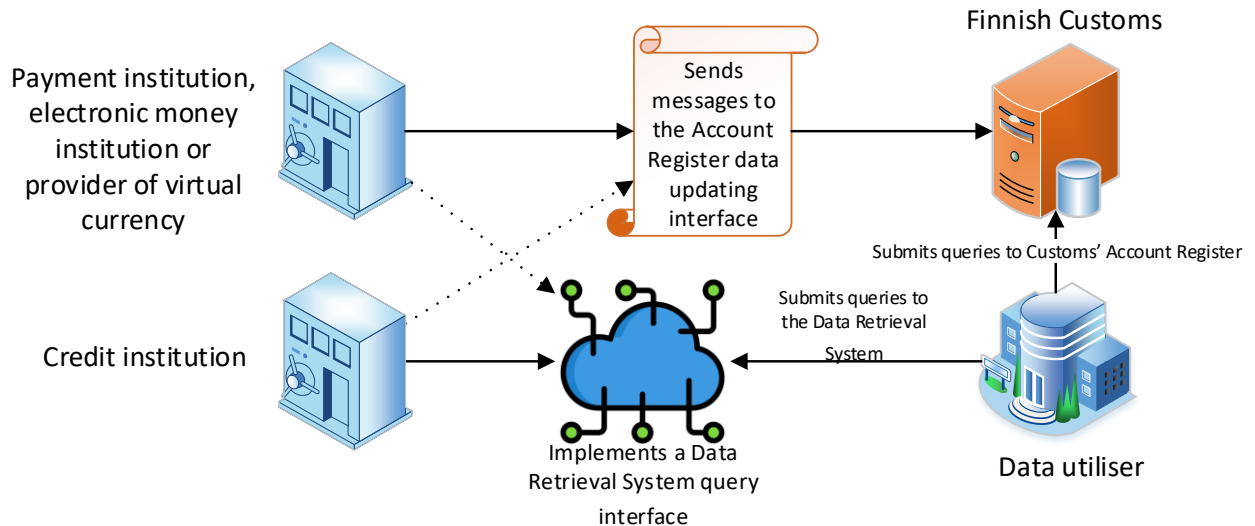 Finnish Customs
Payment institution,
electronic money
institution or
provider of virtual
currency
Sends
messages to
the Account
Register data
updating
interface
Submits queries to Customs’ Account Register
Submits queries to
the Data Retrieval
System
Credit institution
Implements a Data
Retrieval System query
interface
Data utiliser